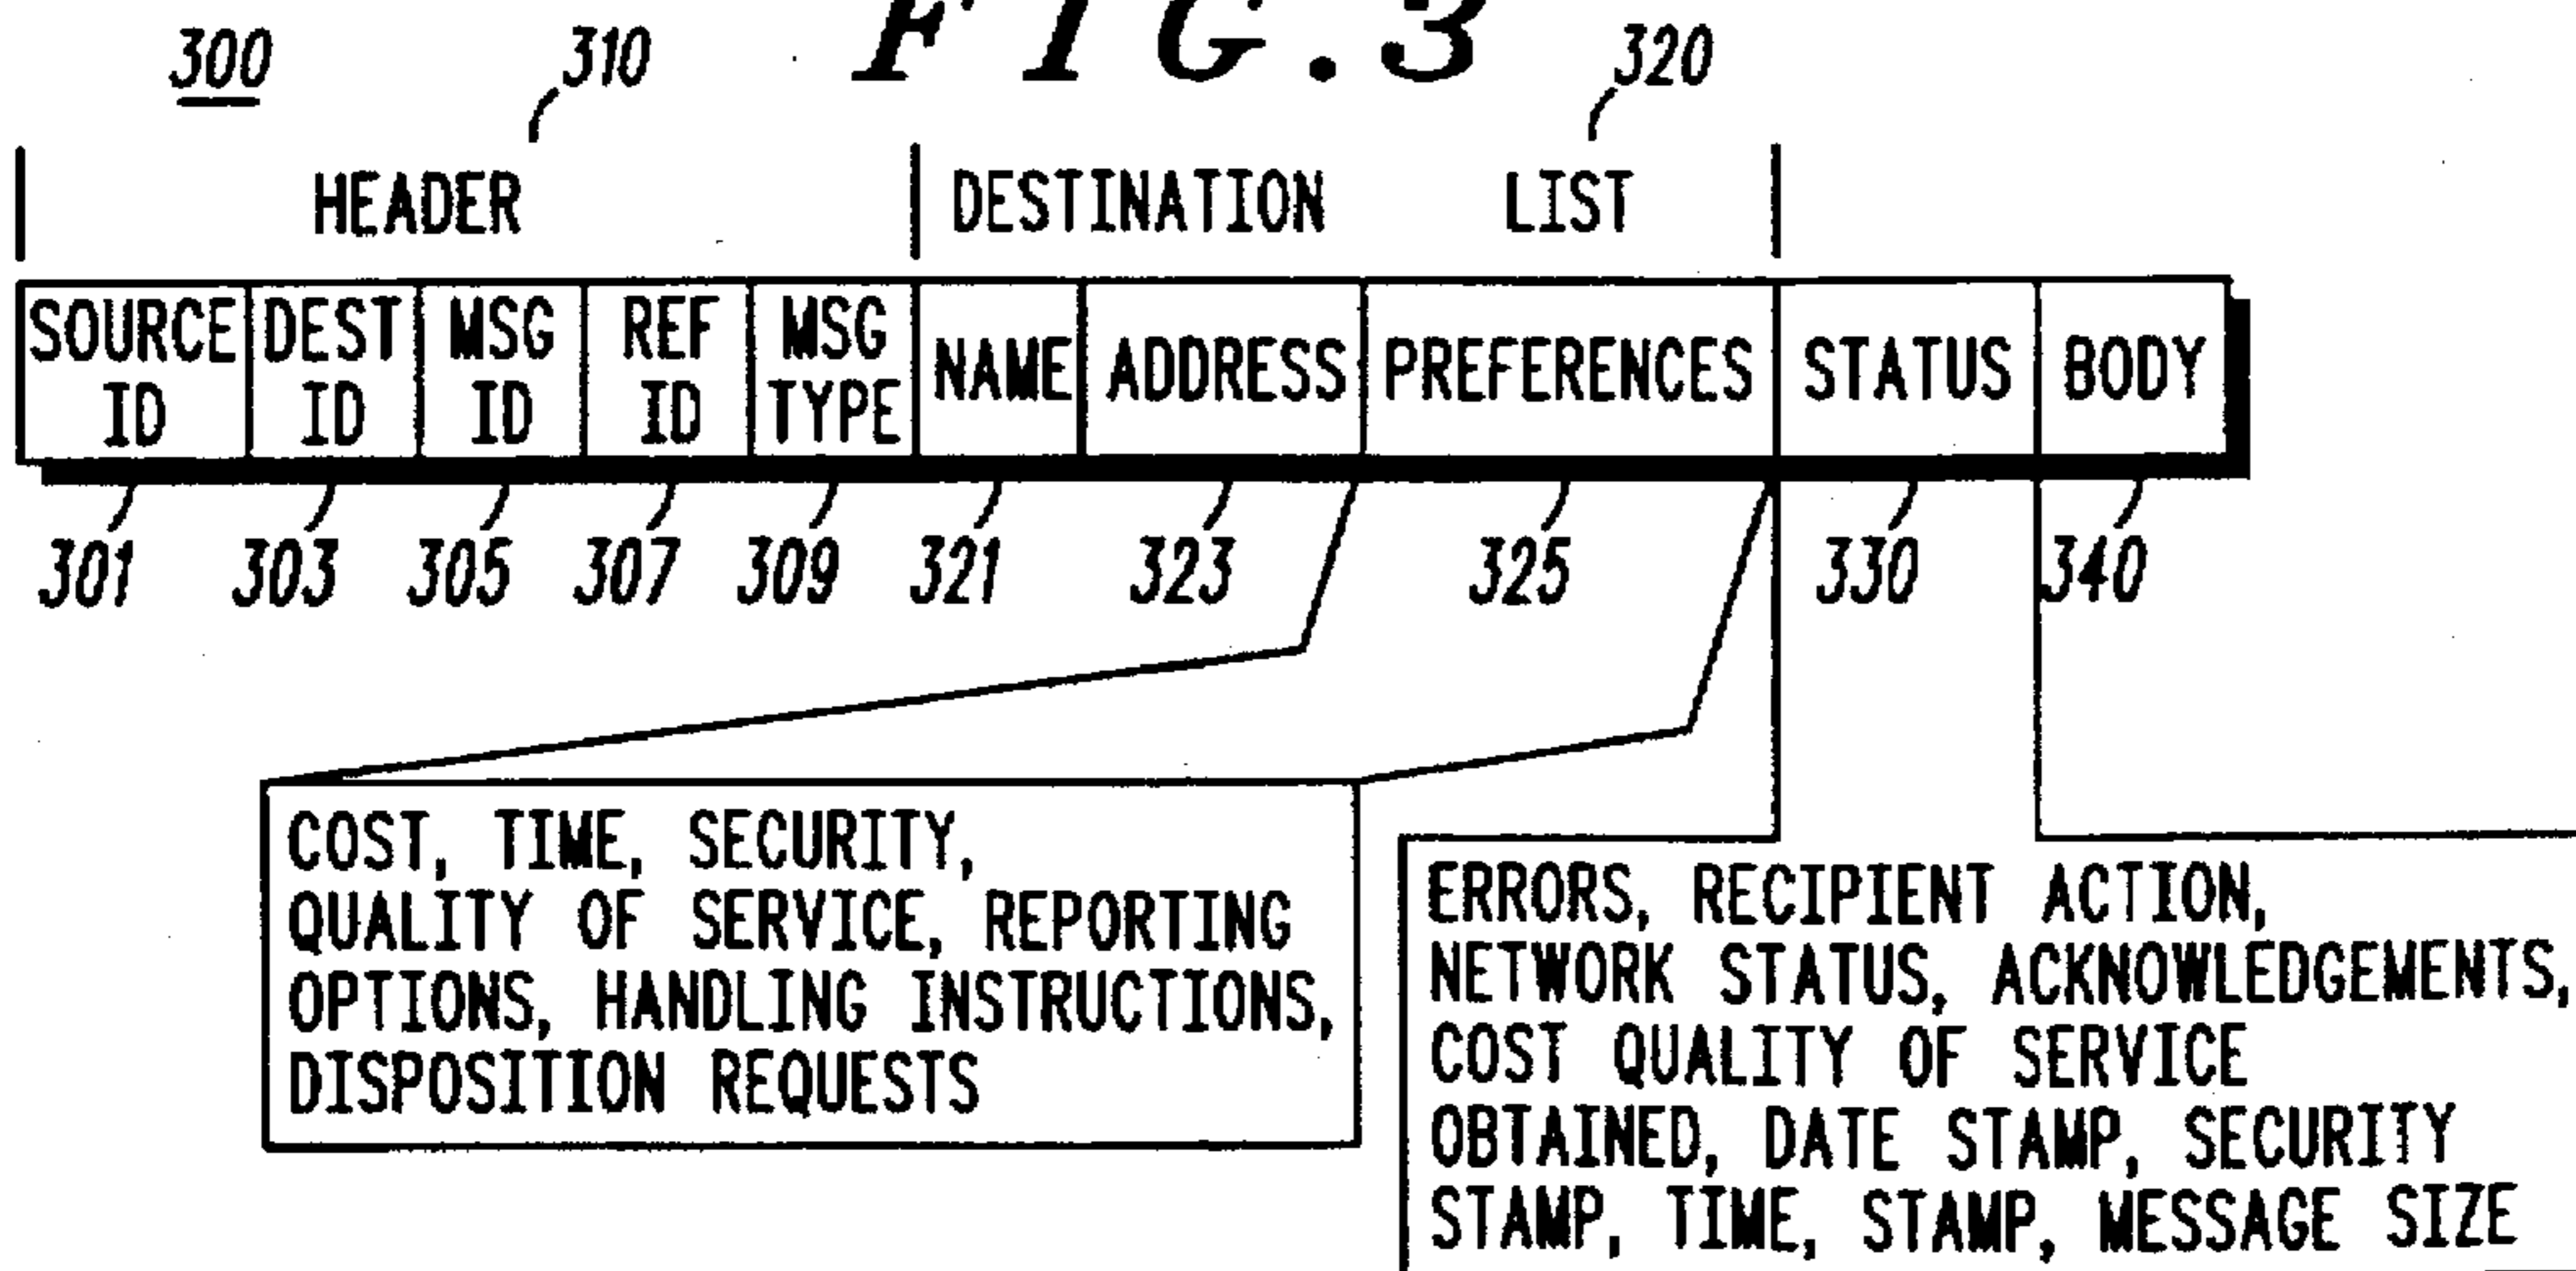 FIG.3
300 310 320
HEADER DESTINATION LIST
SOURCE ID DEST ID MSG ID REF ID MSG TYPE NAME ADDRESS PREFERENCES STATUS BODY
301 303 305 307 309 321 323 325 330 340
COST, TIME, SECURITY,
QUALITY OF SERVICE, REPORTING
OPTIONS, HANDLING INSTRUCTIONS,
DISPOSITION REQUESTS
ERRORS, RECIPIENT ACTION,
NETWORK STATUS, ACKNOWLEDGEMENTS,
COST QUALITY OF SERVICE
OBTAINED, DATE STAMP, SECURITY
STAMP, TIME, STAMP, MESSAGE SIZE